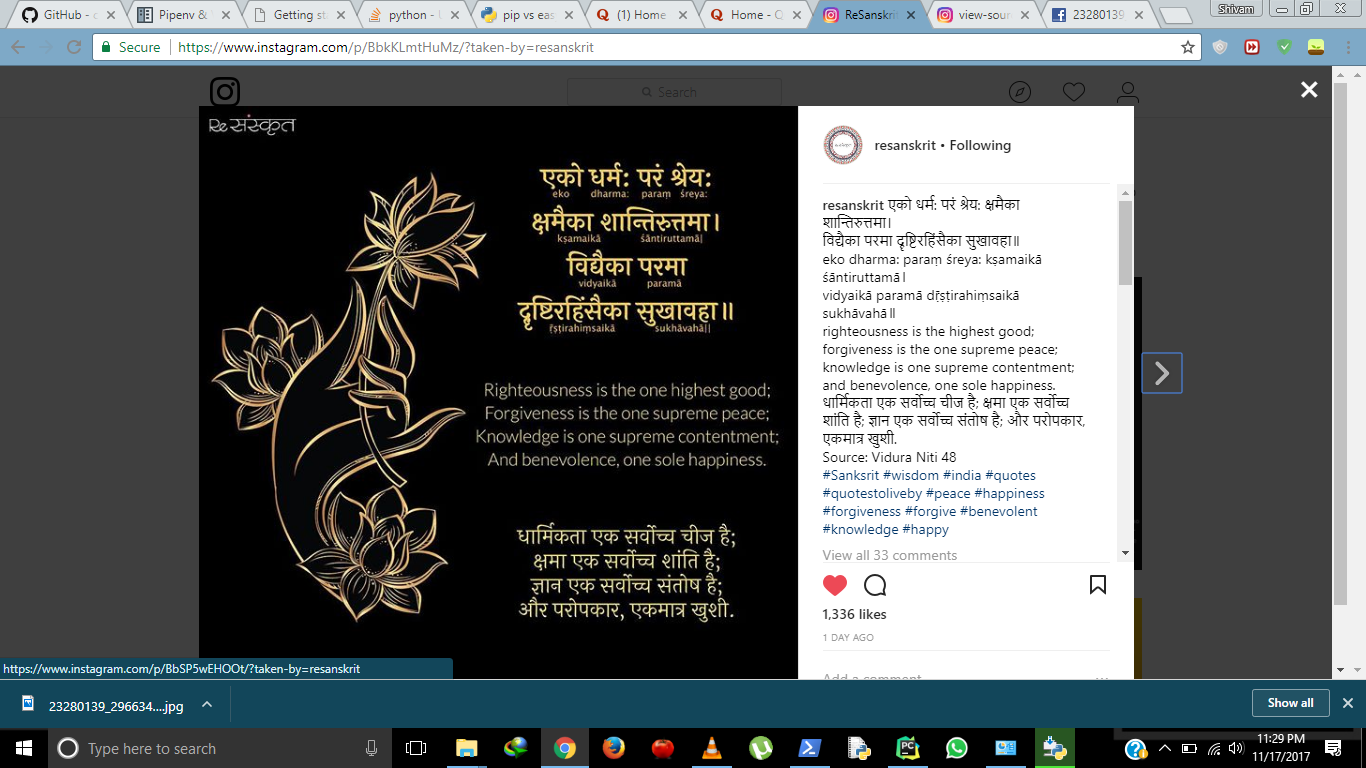 GitHub - c
Pipenv &
Getting st
python - 
pip vs eas
(1) Home
Home - Q
ReSanskrit
view-sour
23280139
Shivam
Secure
https://www.instagram.com/p/BbkKLmtHuMz/?taken-by=resanskrit
Search
Re संस्कृत
एको धर्म: परं श्रेय:
eko dharma: paraṃ śreya:
क्षमैका शान्तिरुत्तमा।
kṣamaikā śāntiruttamā|
विद्यैका परमा
vidyaikā paramā
दृष्टिरहिंसैका सुखावहा॥
ṛṣṭirahiṃsaikā sukhāvahā||
Righteousness is the one highest good;
Forgiveness is the one supreme peace;
Knowledge is one supreme contentment;
And benevolence, one sole happiness.
धार्मिकता एक सर्वोच्च चीज है;
क्षमा एक सर्वोच्च शांति है;
ज्ञान एक सर्वोच्च संतोष है;
और परोपकार, एकमात्र खुशी.
resanskrit • Following
resanskrit एको धर्म: परं श्रेय: क्षमैका
शान्तिरुत्तमा।
विद्यैका परमा दृष्टिरहिंसैका सुखावहा॥
eko dharma: paraṃ śreya: kṣamaikā
śāntiruttamā।
vidyaikā paramā dṝṣṭirahiṃsaikā
sukhāvahā॥
righteousness is the highest good;
forgiveness is the one supreme peace;
knowledge is one supreme contentment;
and benevolence, one sole happiness.
धार्मिकता एक सर्वोच्च चीज है; क्षमा एक सर्वोच्च
शांति है; ज्ञान एक सर्वोच्च संतोष है; और परोपकार,
एकमात्र खुशी.
Source: Vidura Niti 48
#Sanksrit #wisdom #india #quotes
#quotestoliveby #peace #happiness
#forgiveness #forgive #benevolent
#knowledge #happy
View all 33 comments
1,336 likes
1 DAY AGO
Add a comment
https://www.instagram.com/p/BbSP5wEHOOt/?taken-by=resanskrit
23280139_296634....jpg
Show all
Type here to search
11:29 PM
11/17/2017